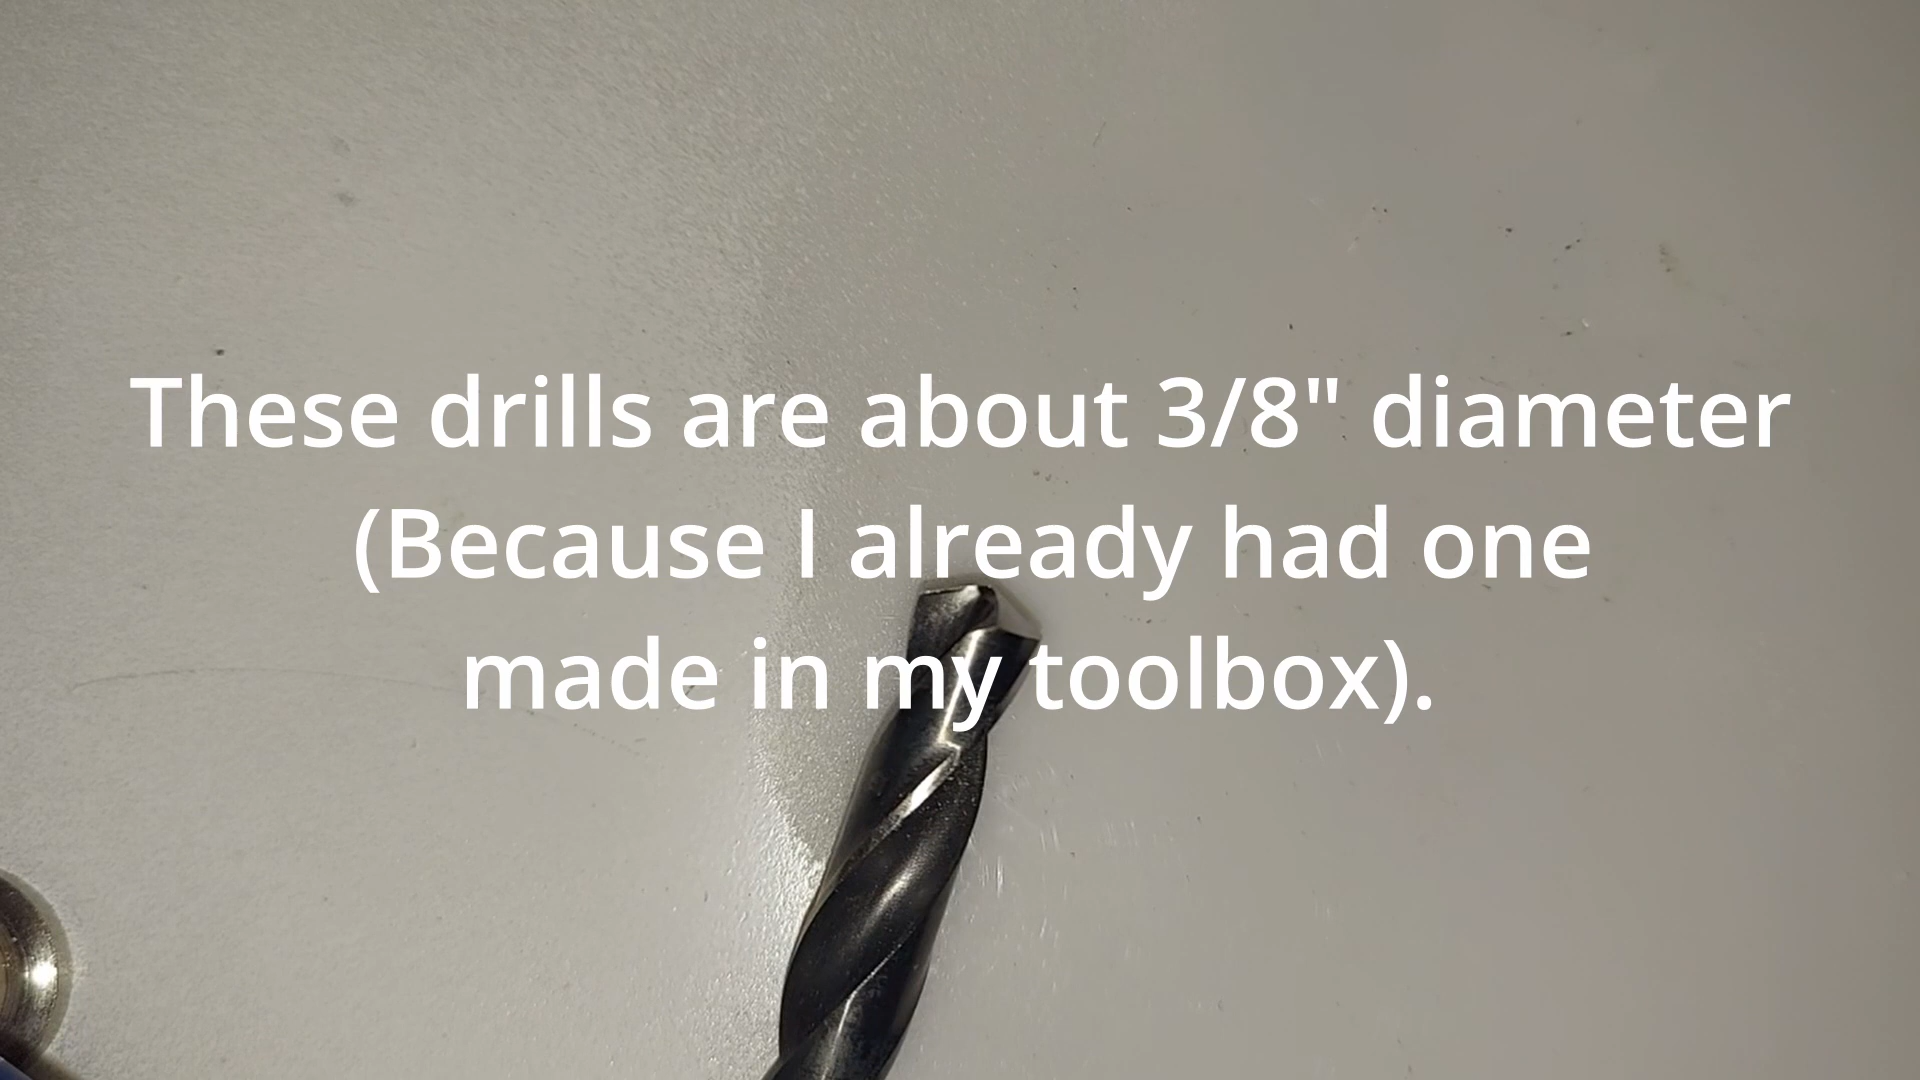 These drills are about 3/8" diameter
(Because I already had one
made in my toolbox).